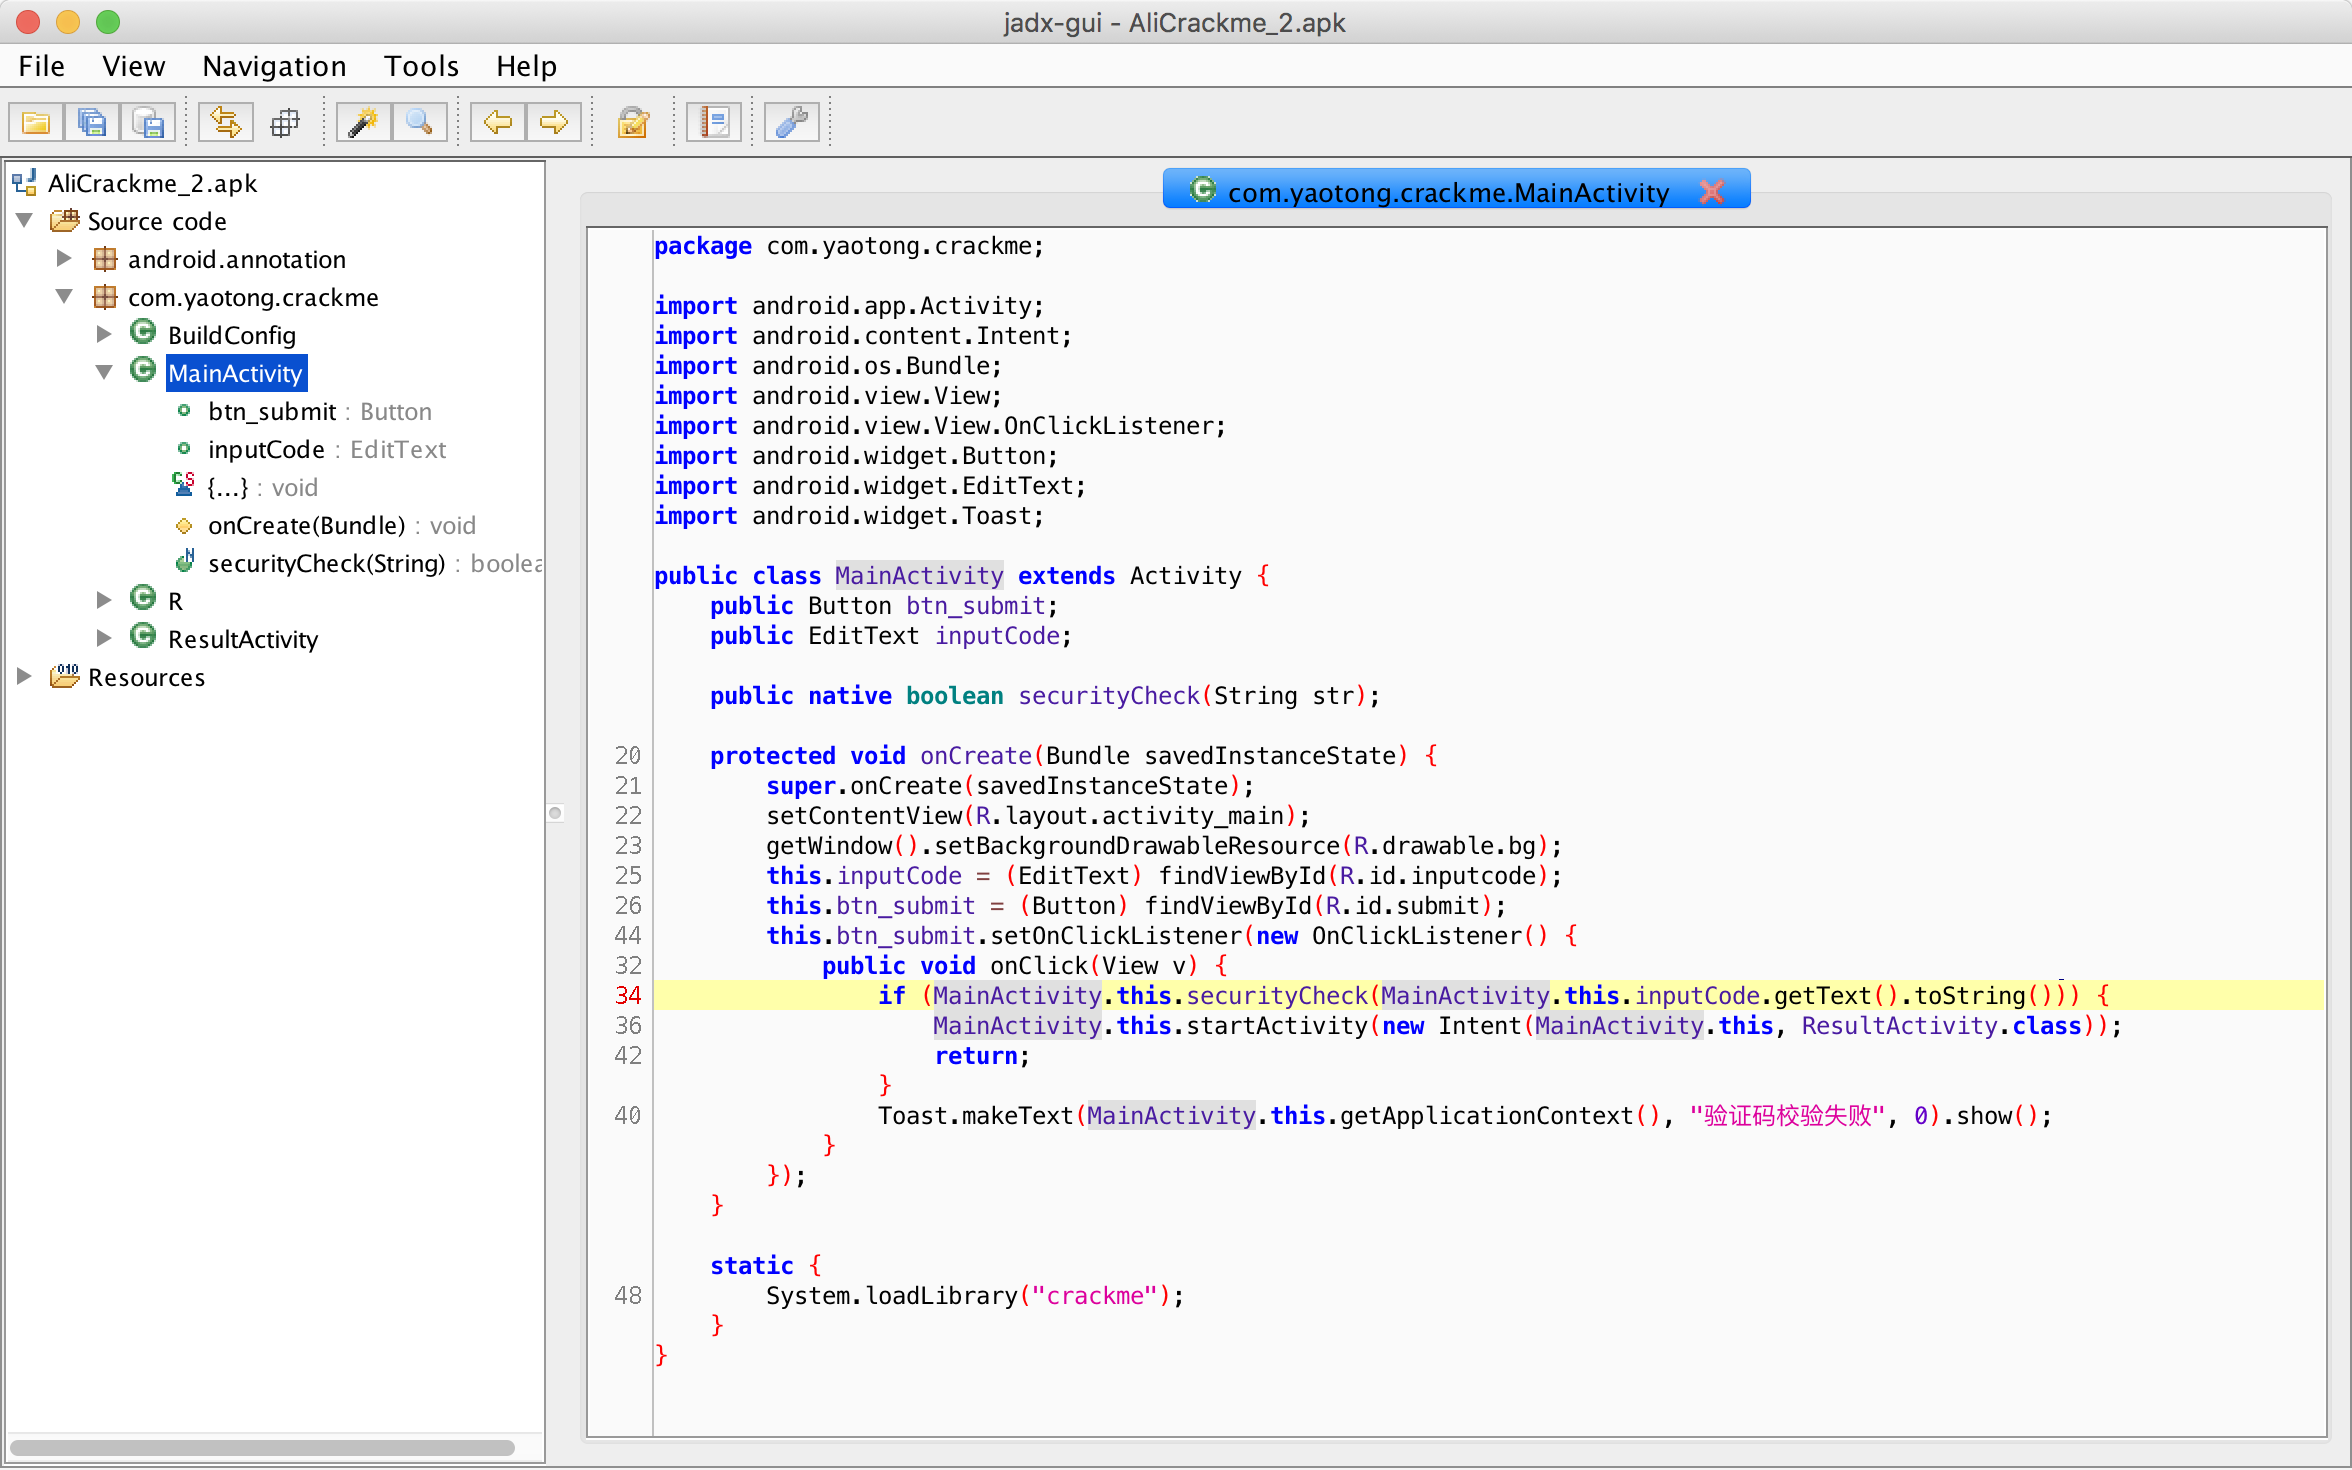 jadx-gui - AliCrackme_2.apk
File View Navigation Tools Help
AliCrackme_2.apk
Source code
android.annotation
com.yaotong.crackme
BuildConfig
MainActivity
btn_submit : Button
inputCode : EditText
{...} : void
onCreate(Bundle) : void
securityCheck(String) : boolea
R
ResultActivity
Resources
com.yaotong.crackme.MainActivity
package com.yaotong.crackme;
import android.app.Activity;
import android.content.Intent;
import android.os.Bundle;
import android.view.View;
import android.view.View.OnClickListener;
import android.widget.Button;
import android.widget.EditText;
import android.widget.Toast;
public class MainActivity extends Activity {
public Button btn_submit;
public EditText inputCode;
public native boolean securityCheck(String str);
20 protected void onCreate(Bundle savedInstanceState) {
21 super.onCreate(savedInstanceState);
22 setContentView(R.layout.activity_main);
23 getWindow().setBackgroundDrawableResource(R.drawable.bg);
25 this.inputCode = (EditText) findViewById(R.id.inputcode);
26 this.btn_submit = (Button) findViewById(R.id.submit);
44 this.btn_submit.setOnClickListener(new OnClickListener() {
32 public void onClick(View v) {
34 if (MainActivity.this.securityCheck(MainActivity.this.inputCode.getText().toString())) {
36 MainActivity.this.startActivity(new Intent(MainActivity.this, ResultActivity.class));
42 return;
}
40 Toast.makeText(MainActivity.this.getApplicationContext(), "验证码校验失败", 0).show();
}
});
}
static {
48 System.loadLibrary("crackme");
}
}